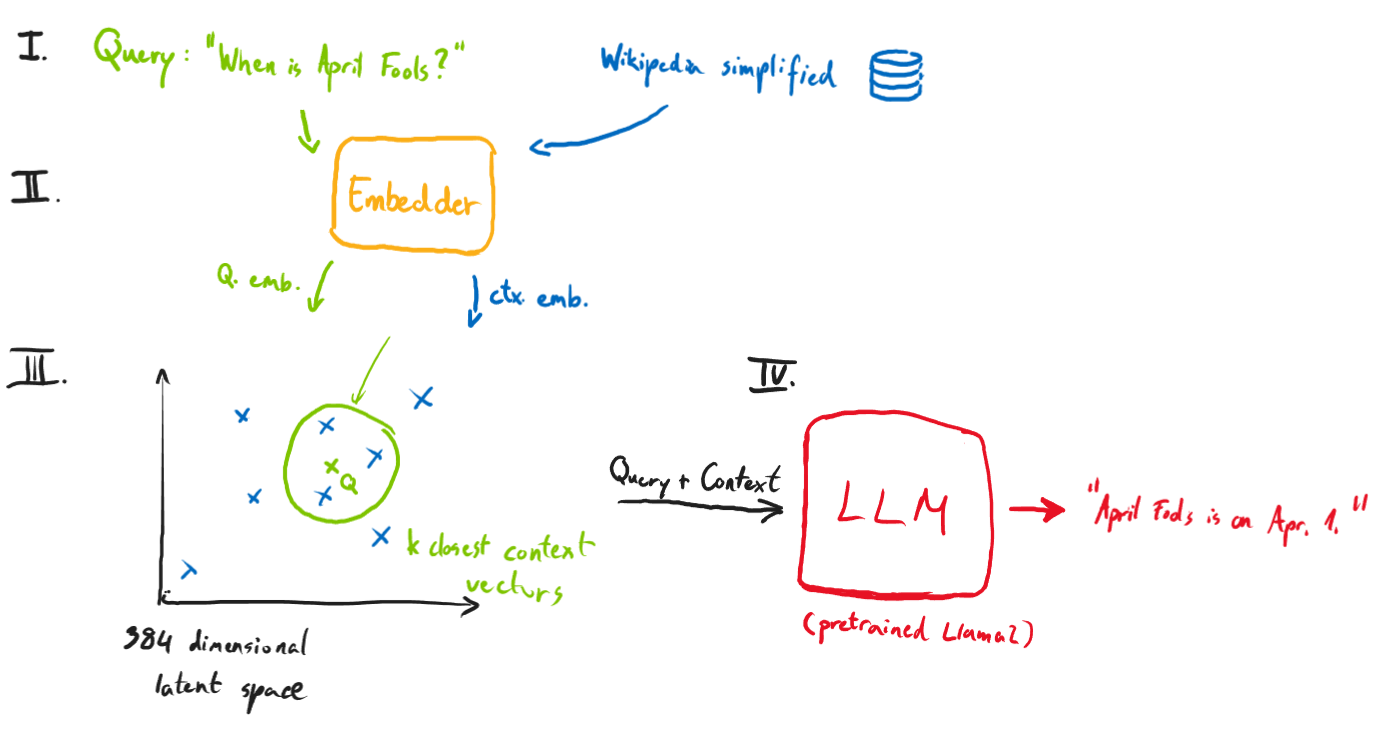 I.
Query: "When is April Fools?"
Wikipedia simplified
II.
Embedder
Q. emb.
ctx. emb.
III.
Q
k closest context
vectors
384 dimensional
latent space
IV.
Query + Context
LLM
(pretrained Llama2)
"April Fools is on Apr. 1."